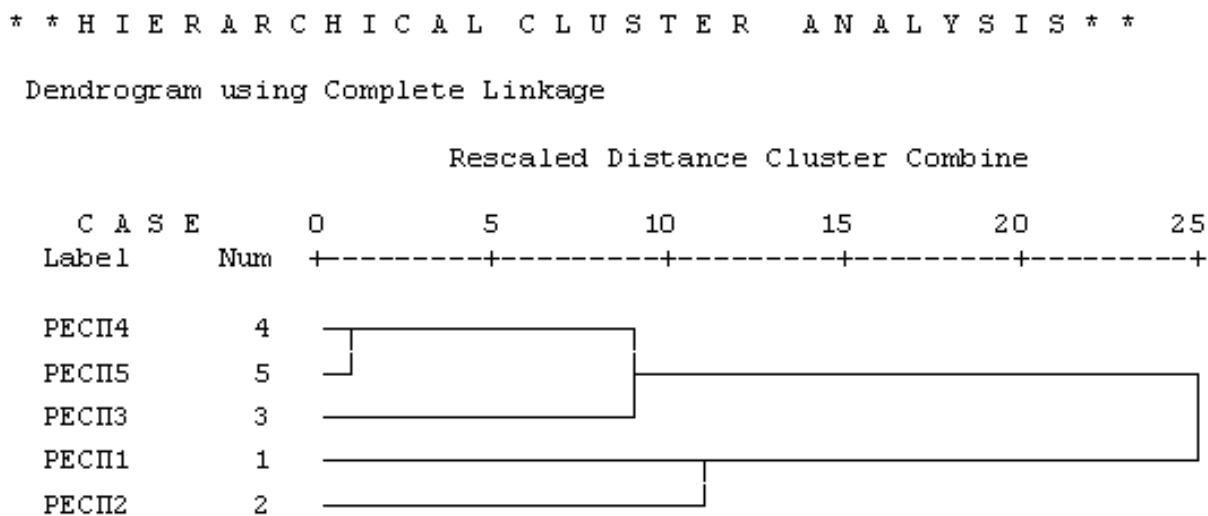 * * H I E R A R C H I C A L C L U S T E R A N A L Y S I S * *
Dendrogram using Complete Linkage
Rescaled Distance Cluster Combine
C A S E 0 5 10 15 20 25
Label Num +---------+---------+---------+---------+---------+
РЕСП4 4
РЕСП5 5
РЕСП3 3
РЕСП1 1
РЕСП2 2